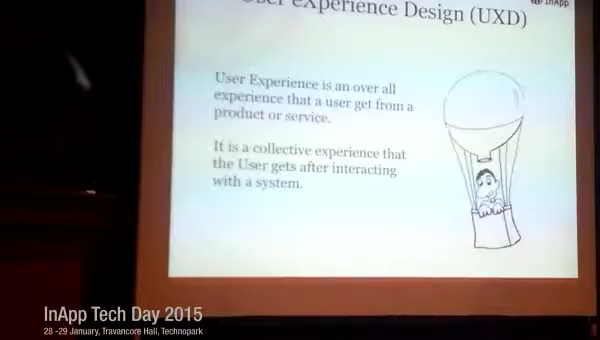 User Experience Design (UXD)
InApp
User Experience is an over all
experience that a user get from a
product or service.
It is a collective experience that
the User gets after interacting
with a system.
InApp Tech Day 2015
28 -29 January, Travancore Hall, Technopark